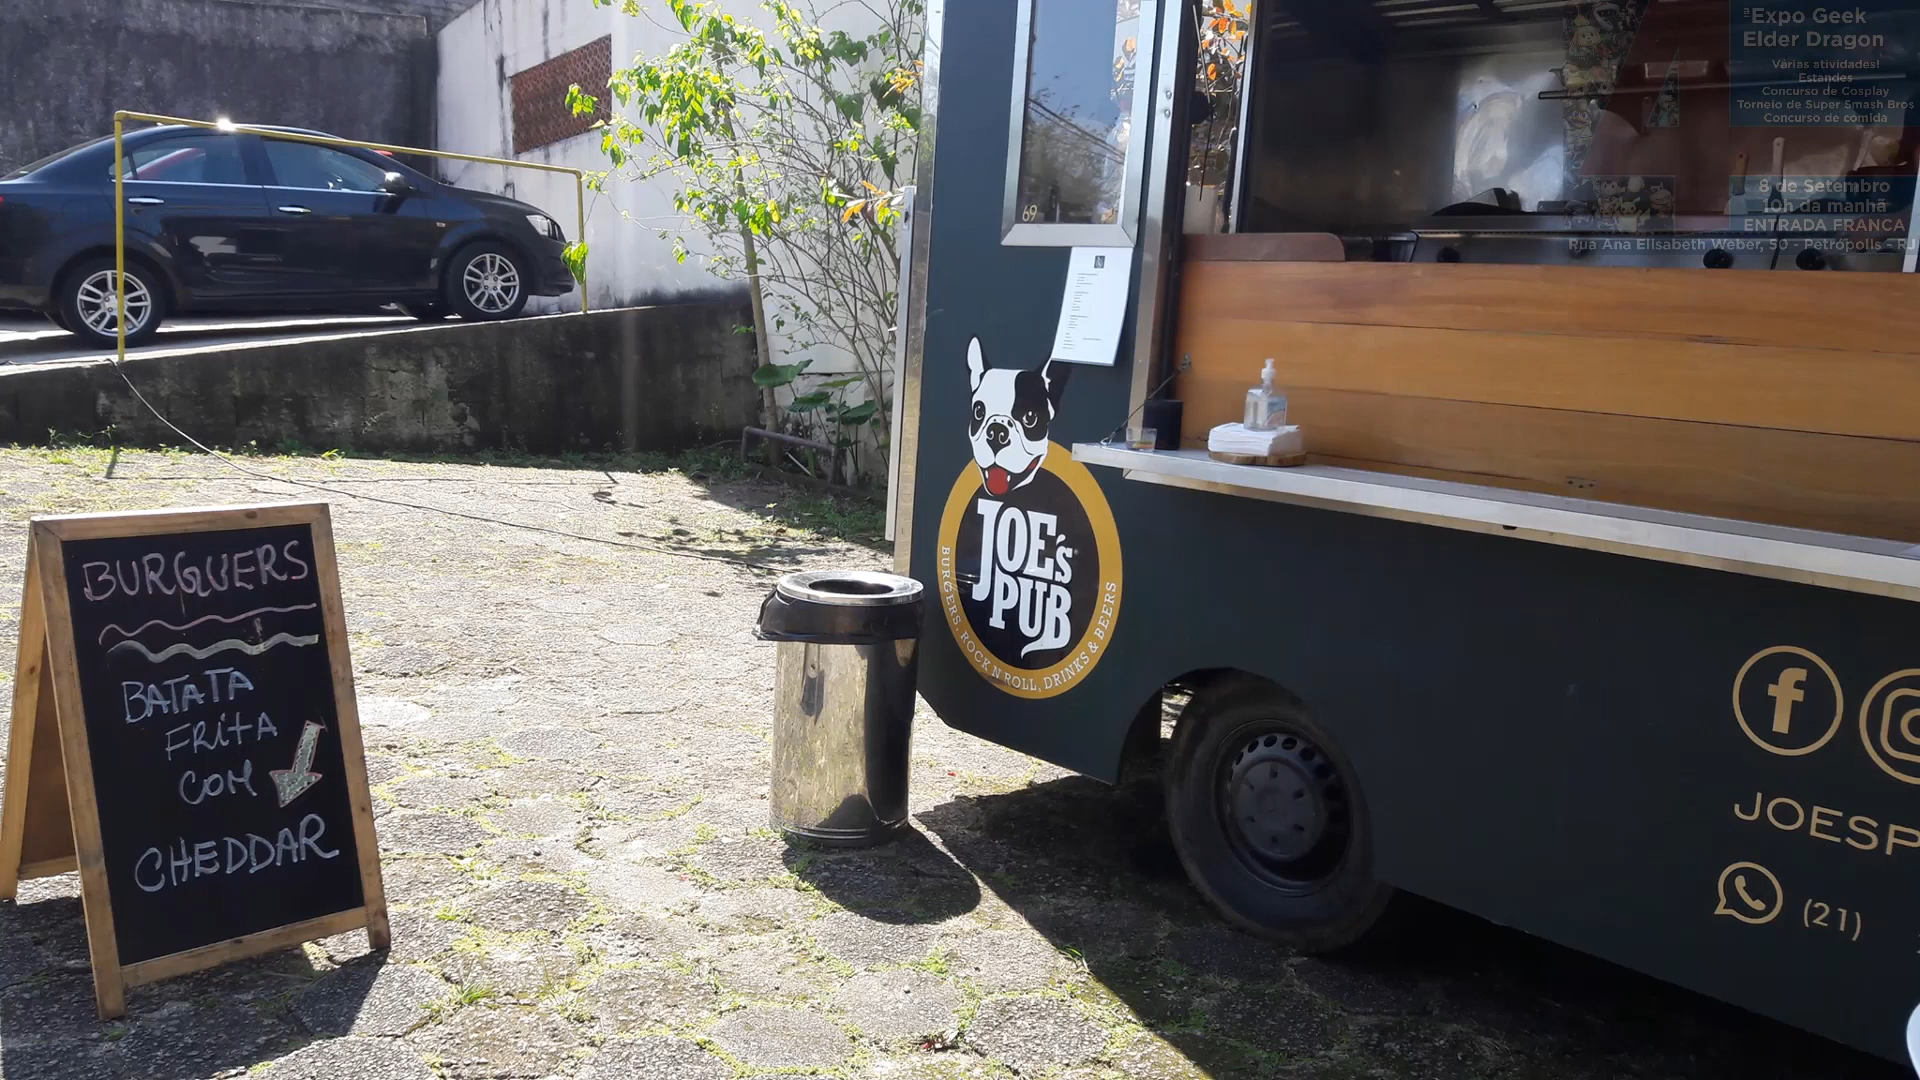 ªExpo Geek
Elder Dragon
Várias atividades!
Estandes
Concurso de Cosplay
Torneio de Super Smash Bros
Concurso de comida
8 de Setembro
10h da manhã
ENTRADA FRANCA
Rua Ana Elisabeth Weber, 50 - Petrópolis - RJ
69
JOE's
PUB
BURGERS, ROCK N ROLL, DRINKS & BEERS
BURGUERS
BATATA
FRITA
COM
CHEDDAR
JOESP
(21)